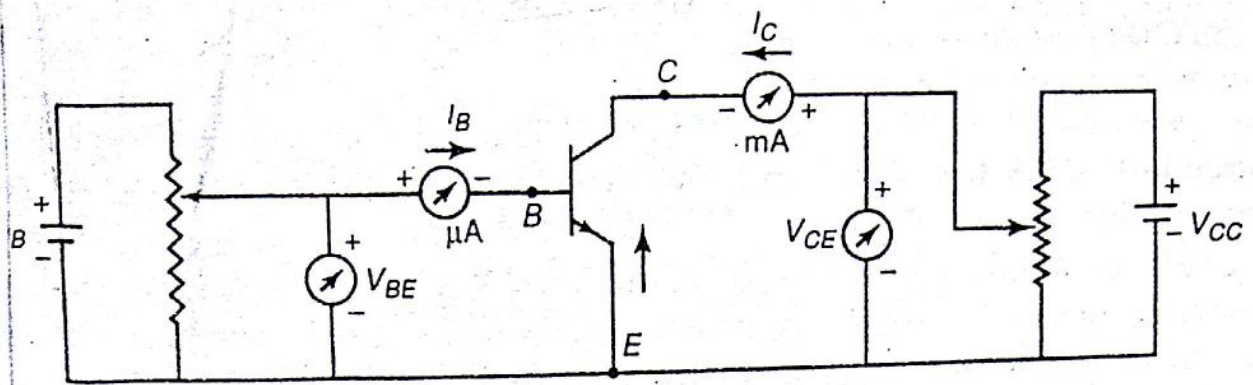 I_C
C
- +
mA
I_B
+ -
μA
B
+
B
-
+
V_BE
-
+
V_CE
-
+
V_CC
-
E